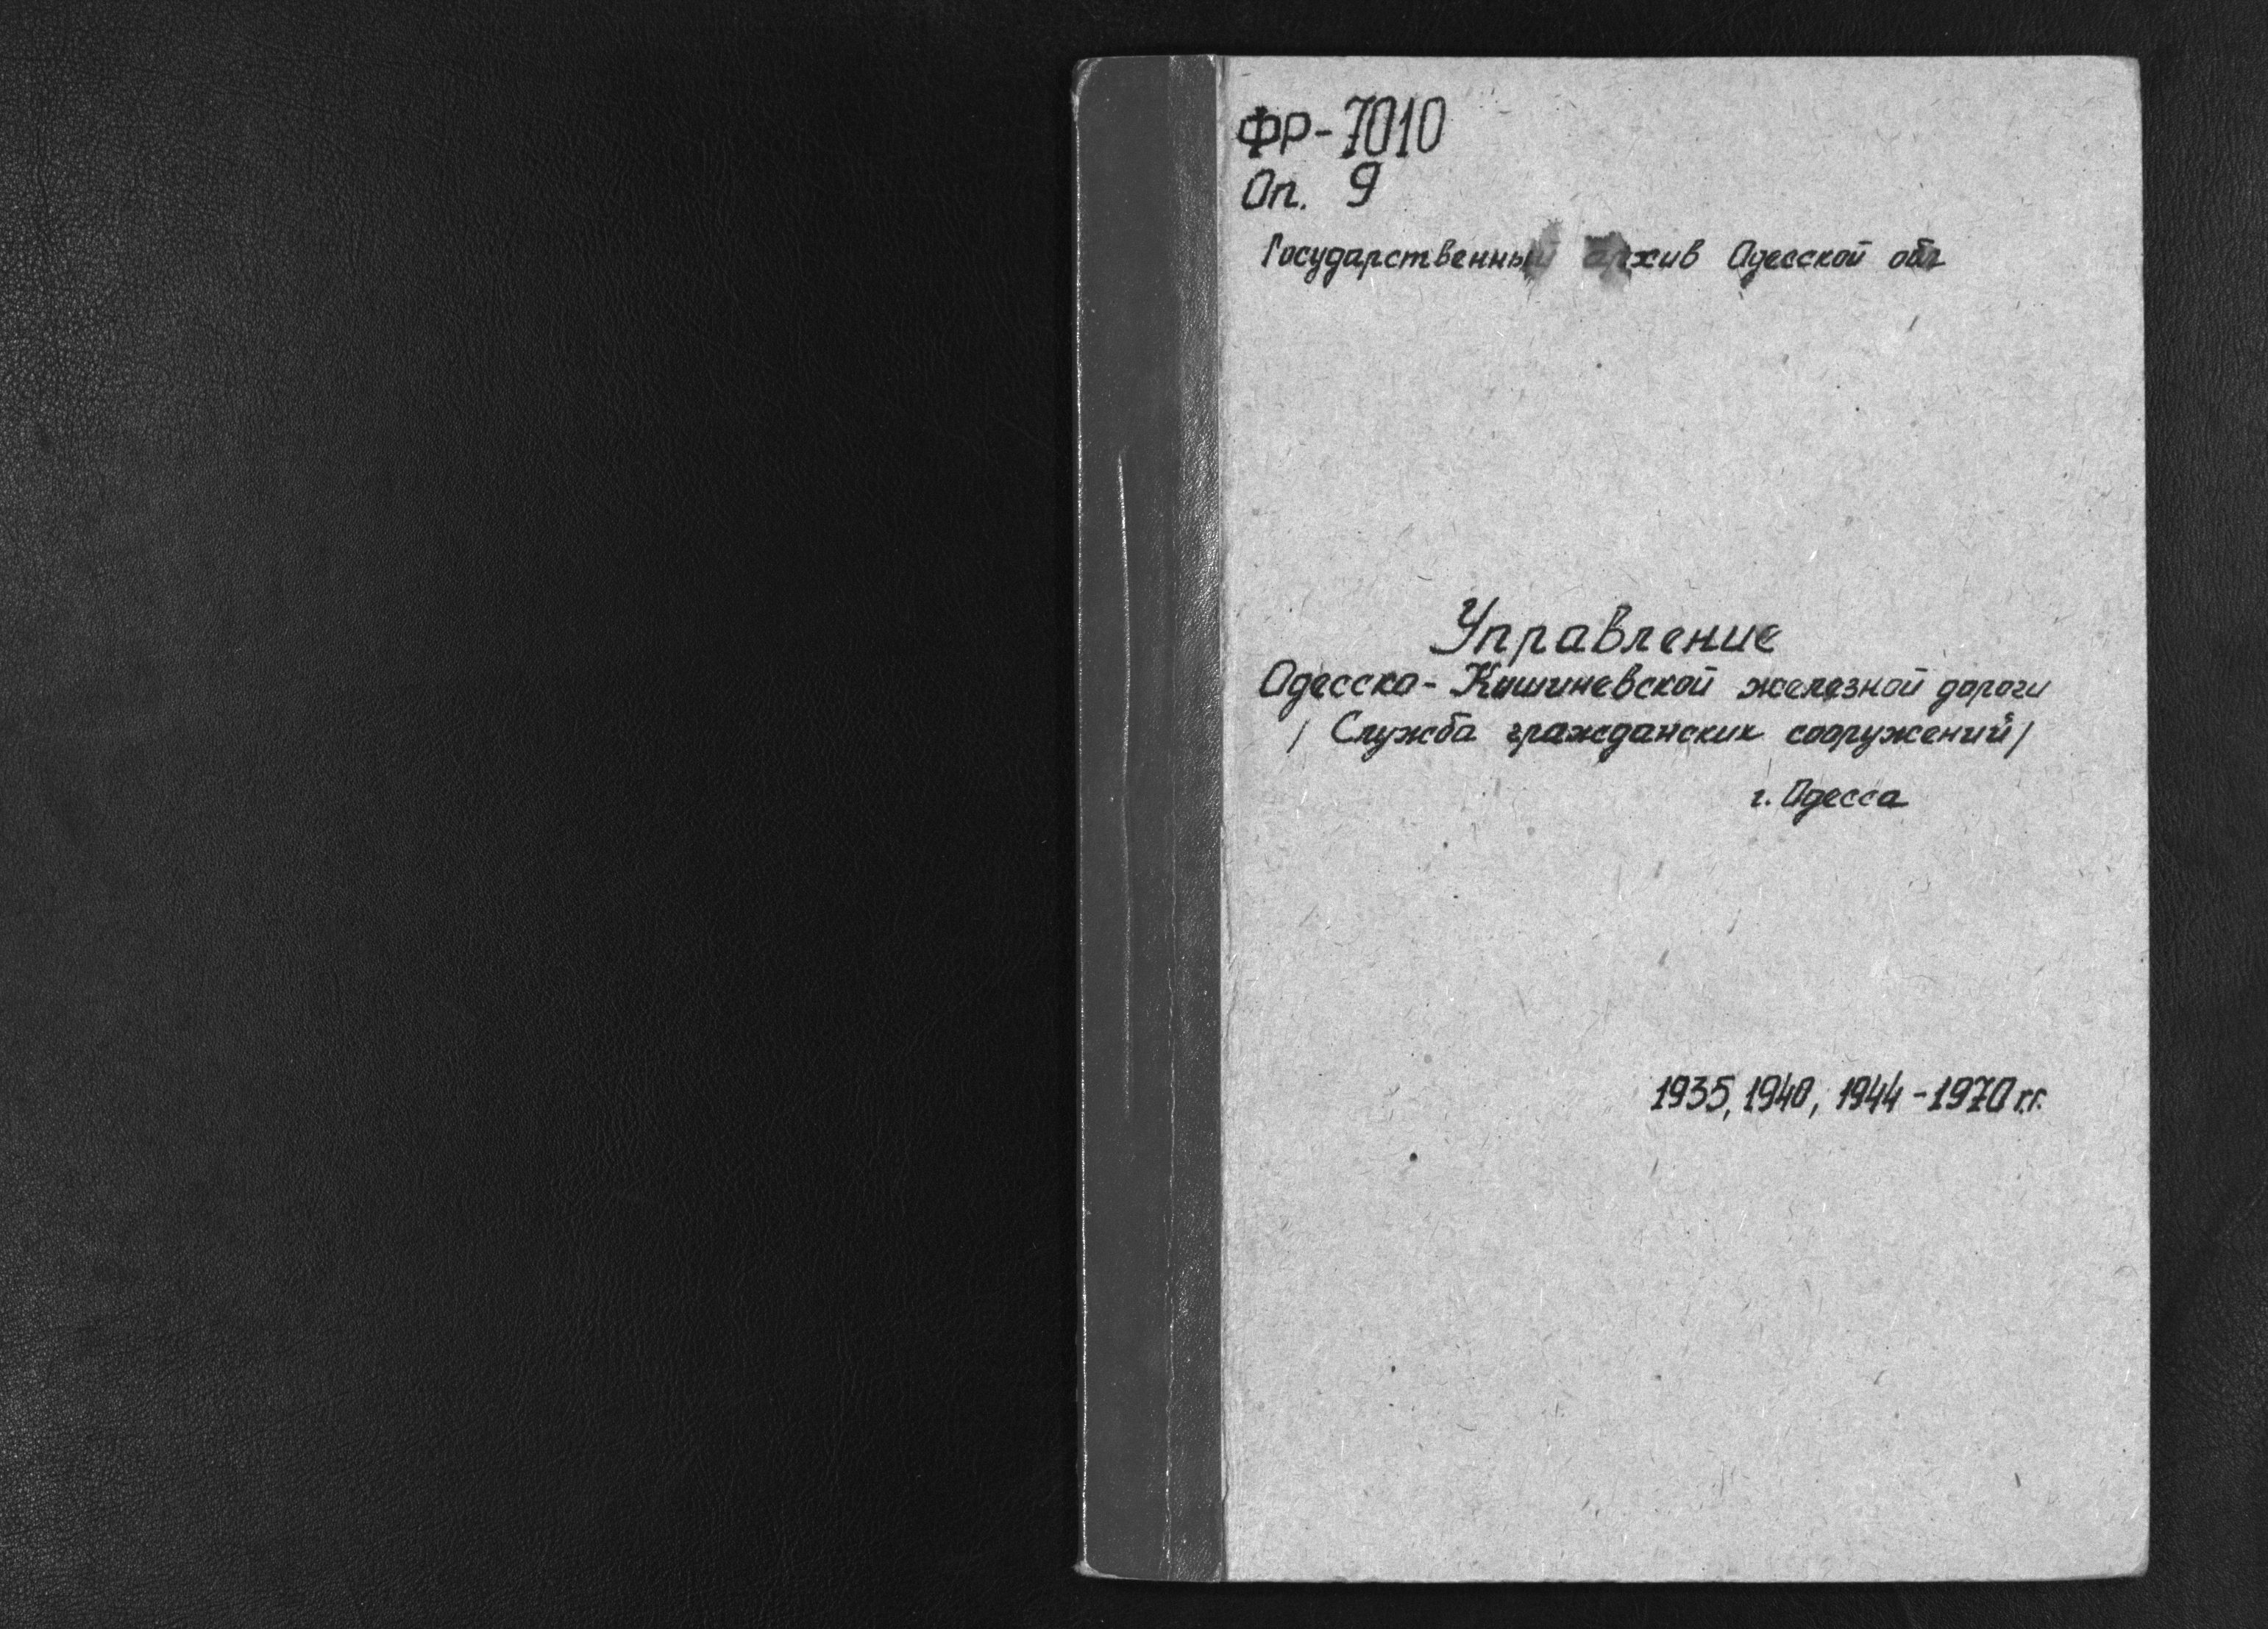 ФР-7010
Оп. 9
Государственный архив Одесской обл
Управление
Одесско-Кишиневской железной дороги
/ Служба гражданских сооружений/
г. Одесса
1935, 1940, 1944-1970 г.г.